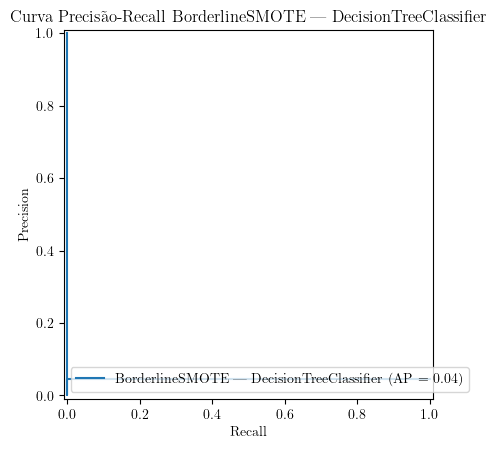 Curva Precisão-Recall BorderlineSMOTE — DecisionTreeClassifier
1.0
0.8
0.6
0.4
0.2
0.0
Precision
BorderlineSMOTE — DecisionTreeClassifier (AP = 0.04)
0.0 0.2 0.4 0.6 0.8 1.0
Recall